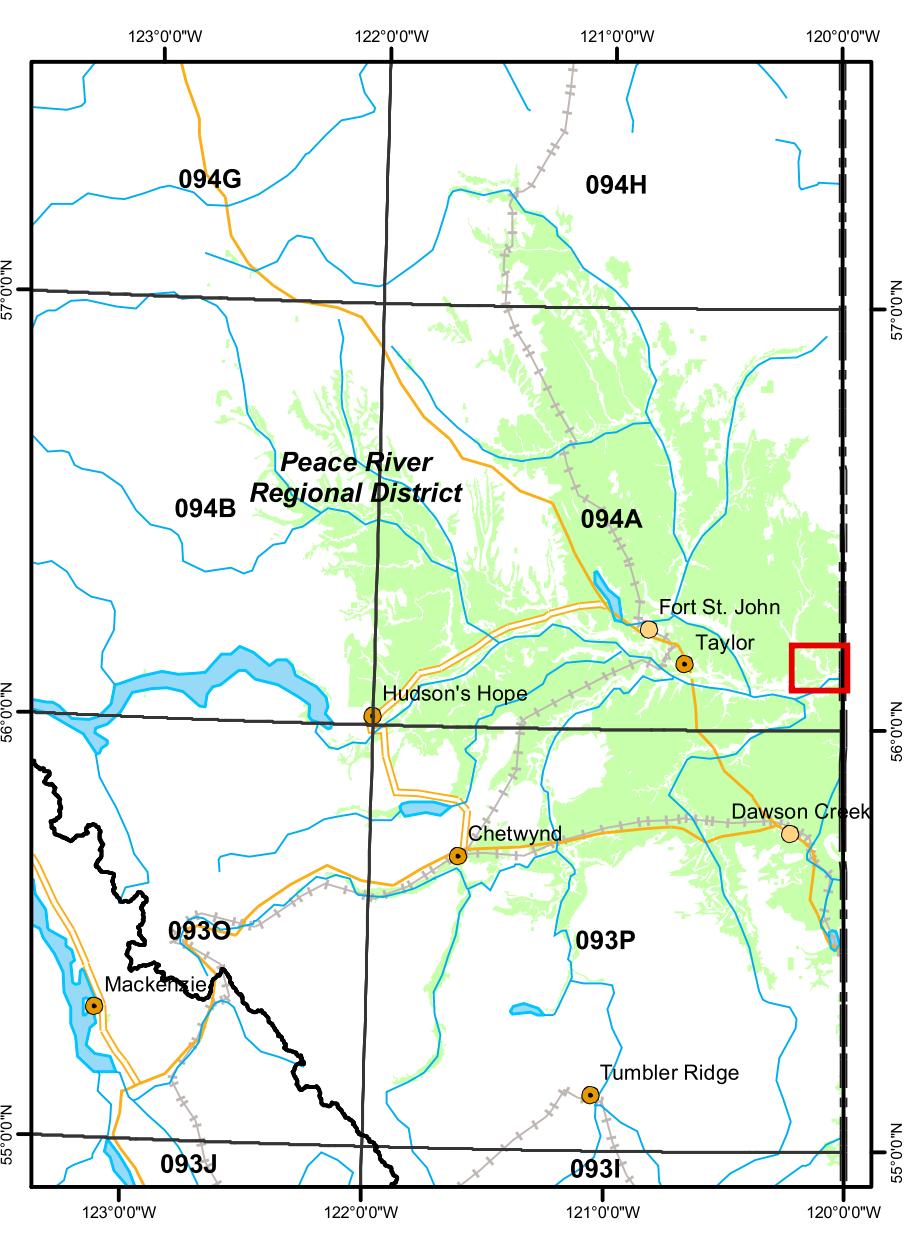 123°0'0"W
122°0'0"W
121°0'0"W
120°0'0"W
094G
094H
57°0'0"N
57°0'0"N
Peace River
Regional District
094B
094A
Fort St. John
Taylor
Hudson's Hope
56°0'0"N
56°0'0"N
Dawson Creek
Chetwynd
093O
093P
Mackenzie
Tumbler Ridge
55°0'0"N
55°0'0"N
093J
093I
123°0'0"W
122°0'0"W
121°0'0"W
120°0'0"W